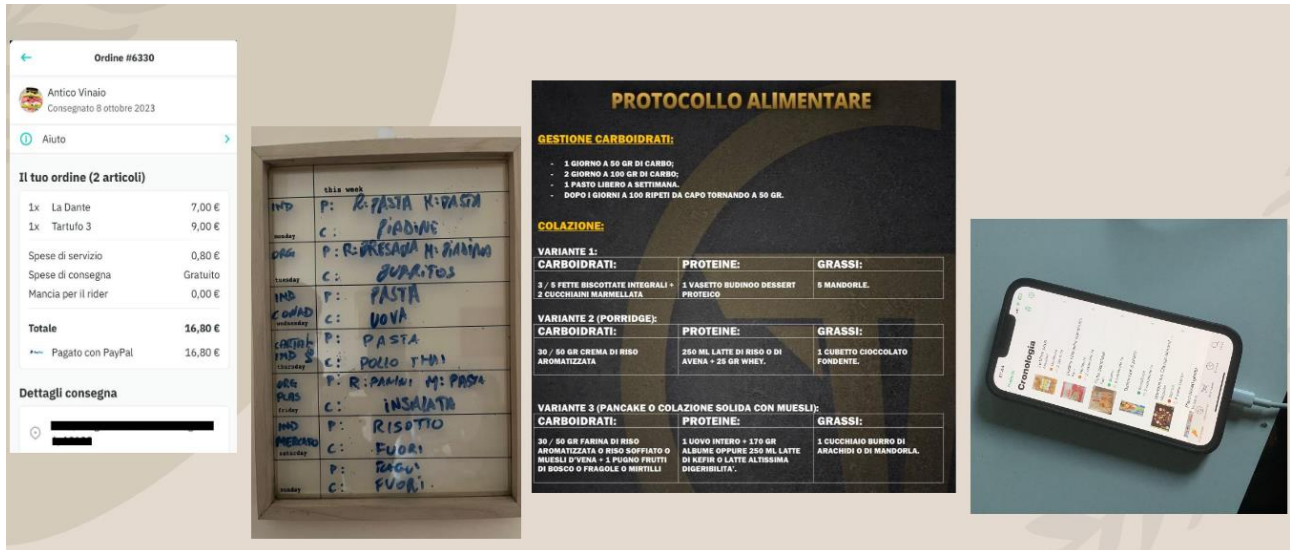 Ordine #6330
Antico Vinaio
Consegnato 8 ottobre 2023
Aiuto
Il tuo ordine (2 articoli)
1x La Dante 7,00 €
1x Tartufo 3 9,00 €
Spese di servizio 0,80 €
Spese di consegna Gratuito
Mancia per il rider 0,00 €
Totale 16,80 €
Pagato con PayPal 16,80 €
Dettagli consegna
this week
IND P: R:PASTA M:PASTA
monday C: PIADINE
ORG P: R:BRESAOLA M:PIADINA
tuesday C: BURRITOS
IND P: PASTA
CONAD
wednesday C: UOVA
CARTA P: PASTA
IND
thursday C: POLLO THAI
ORG P: R:PANINI M: PASTA
PLAS
friday C: INSALATA
IND P: RISOTTO
MERCATO
saturday C: FUORI
P: RAGU'
sunday C: FUORI
PROTOCOLLO ALIMENTARE
GESTIONE CARBOIDRATI:
- 1 GIORNO A 50 GR DI CARBO;
- 2 GIORNO A 100 GR DI CARBO;
- 1 PASTO LIBERO A SETTIMANA.
- DOPO I GIORNI A 100 RIPETI DA CAPO TORNANDO A 50 GR.
COLAZIONE:
VARIANTE 1:
CARBOIDRATI: PROTEINE: GRASSI:
3 / 5 FETTE BISCOTTATE INTEGRALI + 1 VASETTO BUDINOO DESSERT 5 MANDORLE.
2 CUCCHIAINI MARMELLATA PROTEICO
VARIANTE 2 (PORRIDGE):
CARBOIDRATI: PROTEINE: GRASSI:
30 / 50 GR CREMA DI RISO 250 ML LATTE DI RISO O DI 1 CUBETTO CIOCCOLATO
AROMATIZZATA AVENA + 25 GR WHEY. FONDENTE.
VARIANTE 3 (PANCAKE O COLAZIONE SOLIDA CON MUESLI):
CARBOIDRATI: PROTEINE: GRASSI:
30 / 50 GR FARINA DI RISO 1 UOVO INTERO + 170 GR 1 CUCCHIAIO BURRO DI
AROMATIZZATA O RISO SOFFIATO O ALBUME OPPURE 250 ML LATTE ARACHIDI O DI MANDORLA.
MUESLI D'VENA + 1 PUGNO FRUTTI DI KEFIR O LATTE ALTISSIMA
DI BOSCO O FRAGOLE O MIRTILLI DIGERIBILITA'.
Cronologia